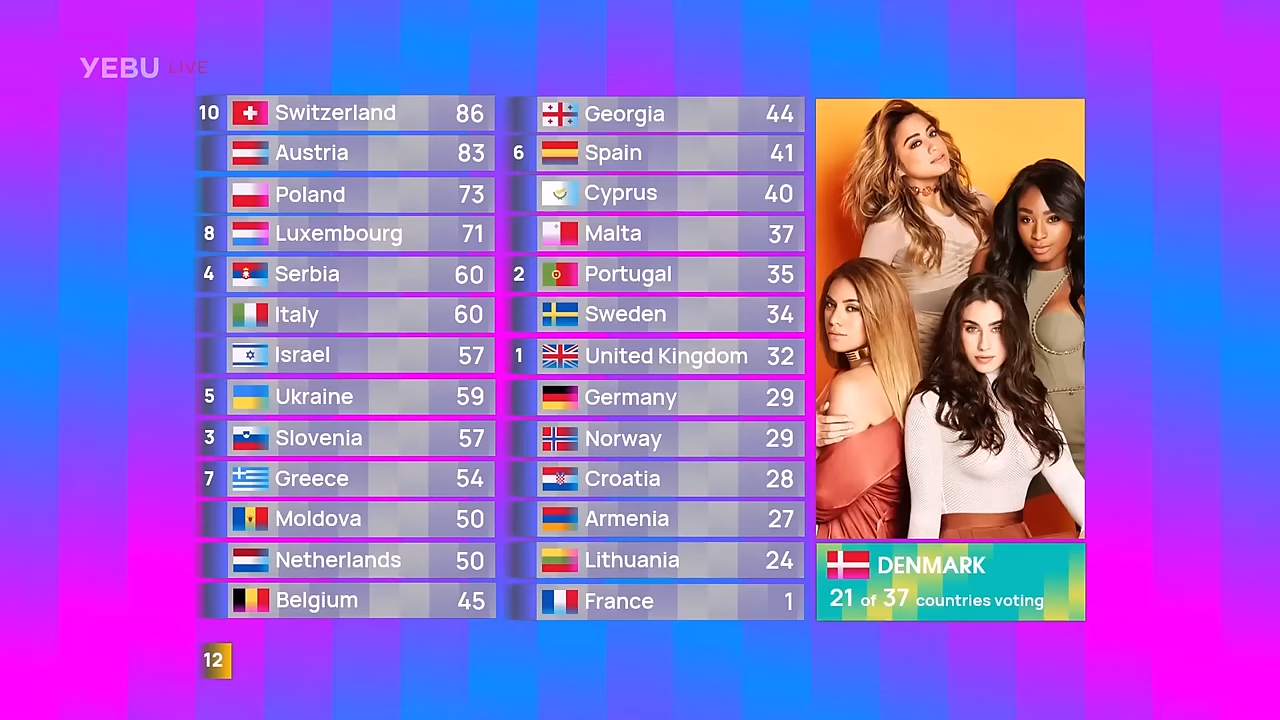 YEBU LIVE
10 Switzerland 86
Austria 83
Poland 73
8 Luxembourg 71
4 Serbia 60
Italy 60
Israel 57
5 Ukraine 59
3 Slovenia 57
7 Greece 54
Moldova 50
Netherlands 50
Belgium 45
12
Georgia 44
6 Spain 41
Cyprus 40
Malta 37
2 Portugal 35
Sweden 34
1 United Kingdom 32
Germany 29
Norway 29
Croatia 28
Armenia 27
Lithuania 24
France 1
DENMARK
21 of 37 countries voting